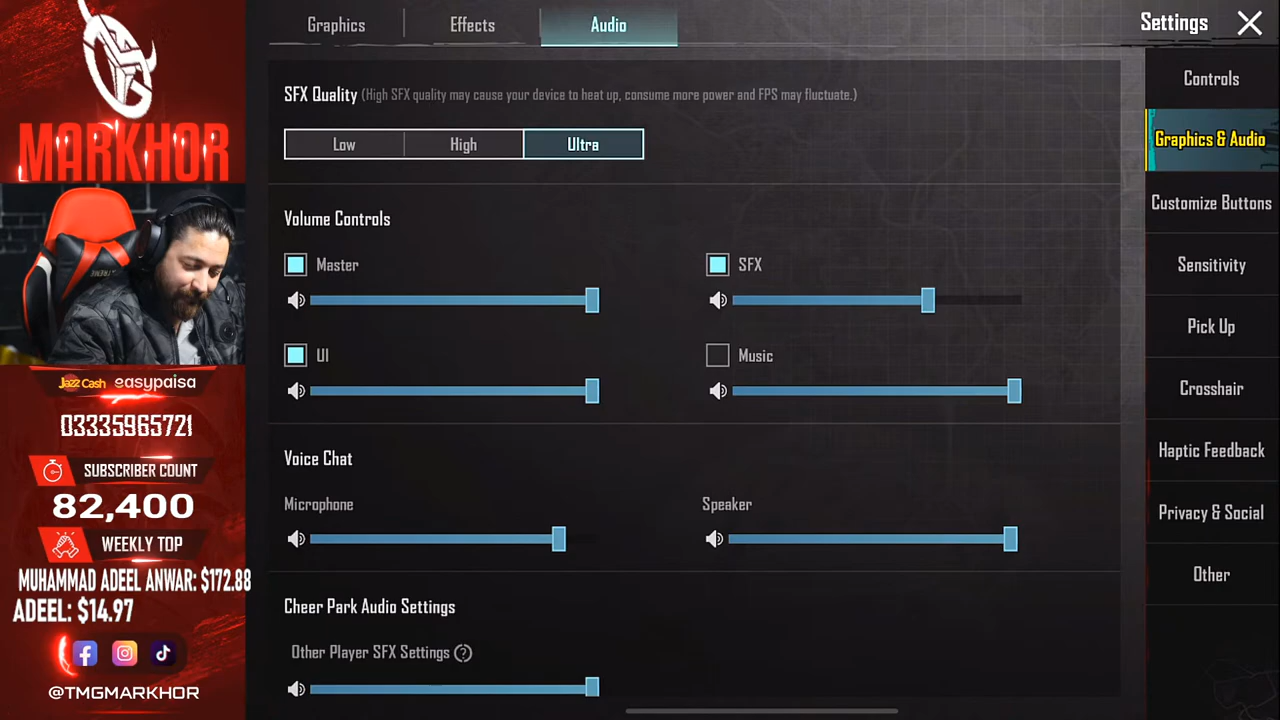 Graphics
Effects
Audio
Settings
SFX Quality (High SFX quality may cause your device to heat up, consume more power and FPS may fluctuate.)
Low
High
Ultra
Volume Controls
Master
SFX
UI
Music
Voice Chat
Microphone
Speaker
Cheer Park Audio Settings
Other Player SFX Settings ?
Controls
Graphics & Audio
Customize Buttons
Sensitivity
Pick Up
Crosshair
Haptic Feedback
Privacy & Social
Other
MARKHOR
JazzCash easypaisa
03335965721
SUBSCRIBER COUNT
82,400
WEEKLY TOP
MUHAMMAD ADEEL ANWAR: $172.88
ADEEL: $14.97
@TMGMARKHOR